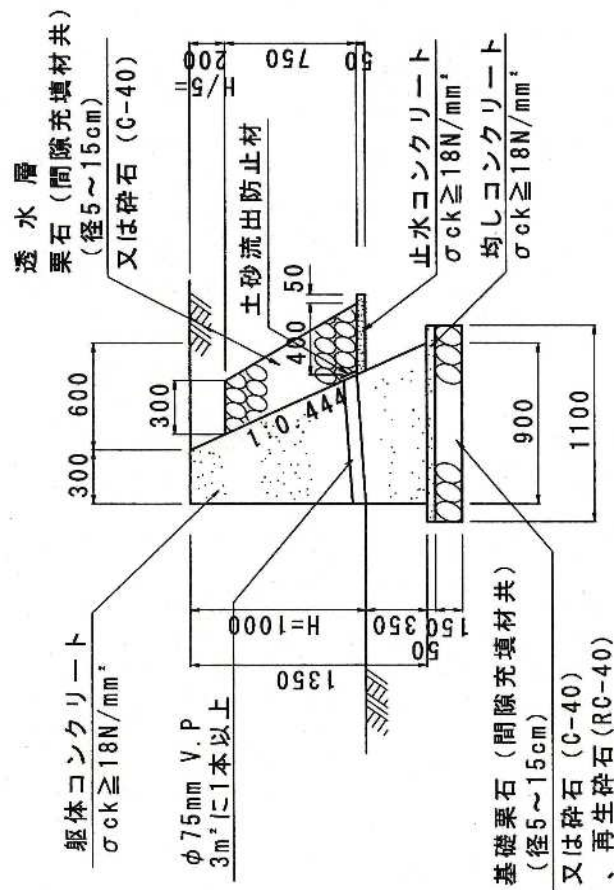 透水層
栗石（間隙充填材共）
（径5～15cm）
又は砕石（C-40）
土砂流出防止材
止水コンクリート
σck≧18N/mm²
均しコンクリート
σck≧18N/mm²
H/5=200
750
50
300
600
300
400
50
1:0.444
900
1100
1350
H=1000
350
50
150
躯体コンクリート
σck≧18N/mm²
φ75mm V.P
3m²に1本以上
基礎栗石（間隙充填材共）
（径5～15cm）
又は砕石（C-40）
、再生砕石（RC-40）